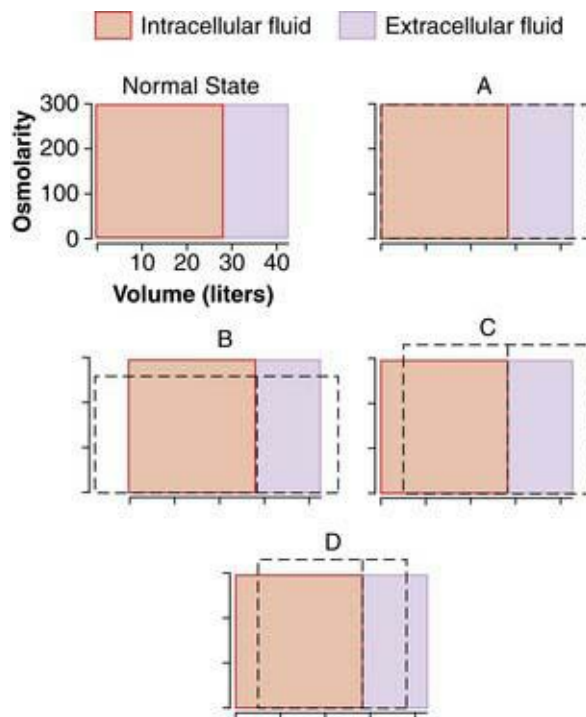 Intracellular fluid Extracellular fluid
Normal State
A
300
200
100
0
Osmolarity
10 20 30 40
Volume (liters)
B
C
D